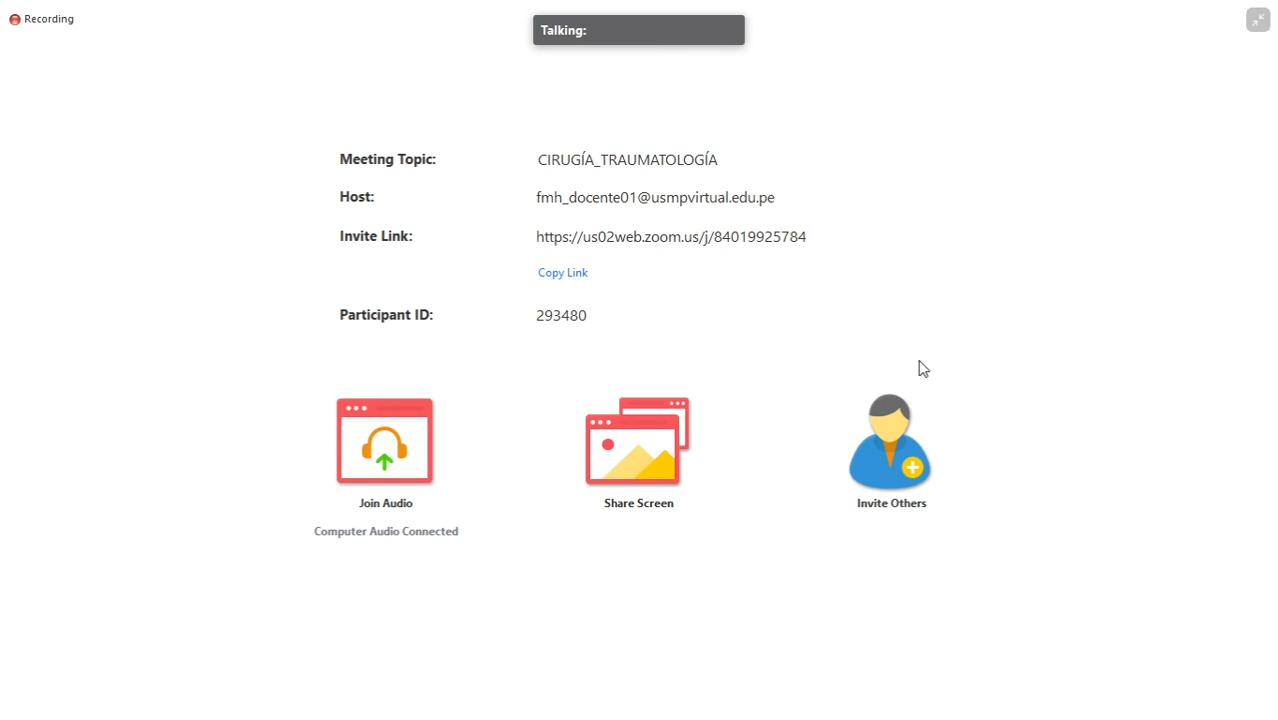 Recording
Talking:
Meeting Topic: CIRUGÍA_TRAUMATOLOGÍA
Host: fmh_docente01@usmpvirtual.edu.pe
Invite Link: https://us02web.zoom.us/j/84019925784
Copy Link
Participant ID: 293480
Join Audio Share Screen Invite Others
Computer Audio Connected